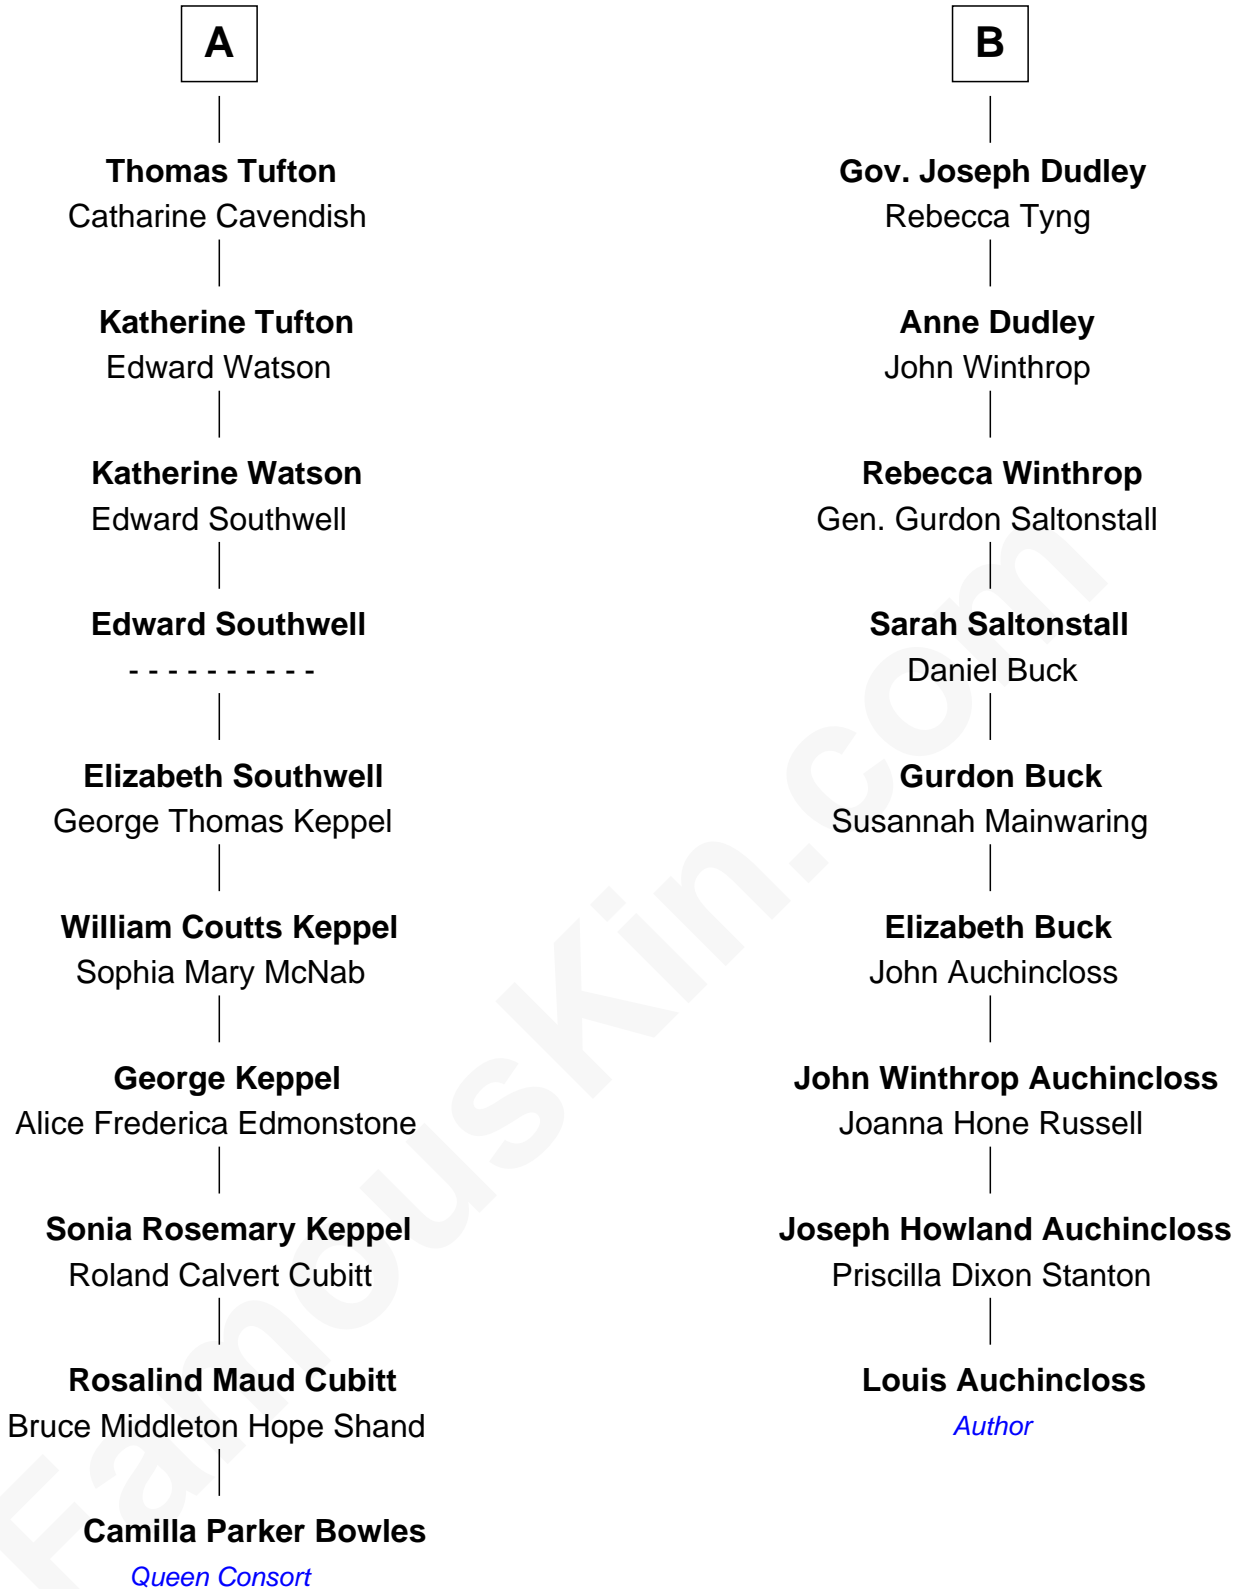 A
Thomas Tufton
Catharine Cavendish
Katherine Tufton
Edward Watson
Katherine Watson
Edward Southwell
Edward Southwell
- - - - - - - - - -
Elizabeth Southwell
George Thomas Keppel
William Coutts Keppel
Sophia Mary McNab
George Keppel
Alice Frederica Edmonstone
Sonia Rosemary Keppel
Roland Calvert Cubitt
Rosalind Maud Cubitt
Bruce Middleton Hope Shand
Camilla Parker Bowles
Queen Consort
B
Gov. Joseph Dudley
Rebecca Tyng
Anne Dudley
John Winthrop
Rebecca Winthrop
Gen. Gurdon Saltonstall
Sarah Saltonstall
Daniel Buck
Gurdon Buck
Susannah Mainwaring
Elizabeth Buck
John Auchincloss
John Winthrop Auchincloss
Joanna Hone Russell
Joseph Howland Auchincloss
Priscilla Dixon Stanton
Louis Auchincloss
Author
FamousKin.com